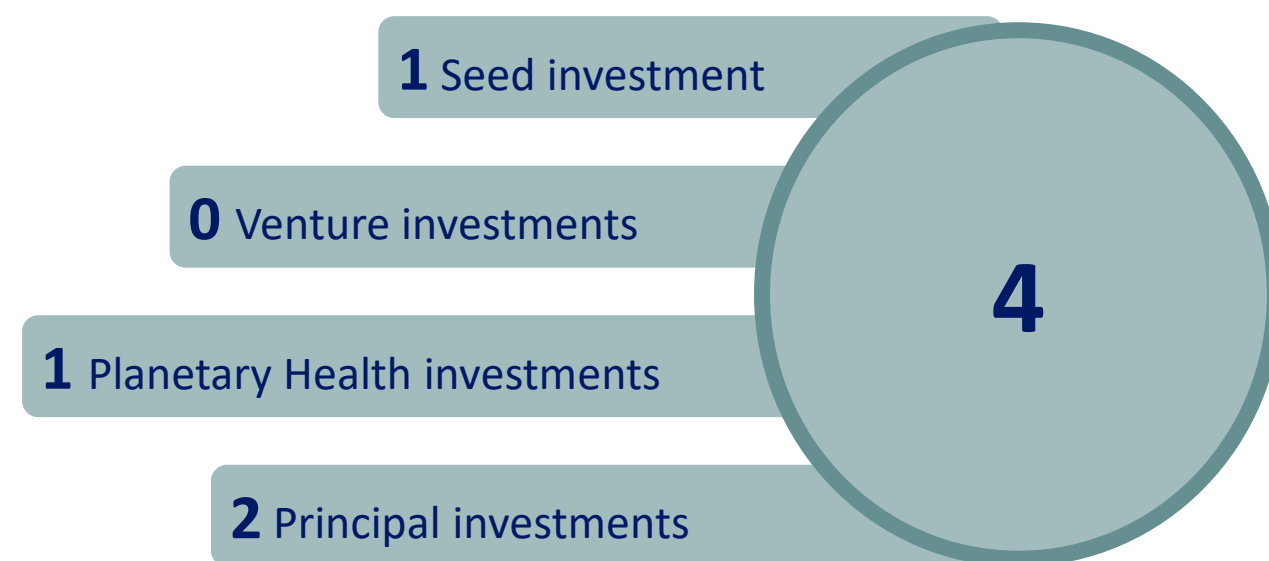 1 Seed investment
0 Venture investments
4
1 Planetary Health investments
2 Principal investments